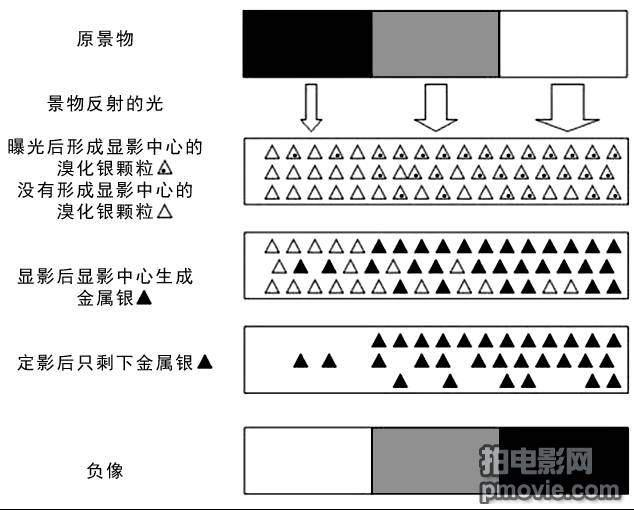 原景物
景物反射的光
曝光后形成显影中心的
溴化银颗粒
没有形成显影中心的
溴化银颗粒
显影后显影中心生成
金属银
定影后只剩下金属银
负像
拍电影网
pmovie.com